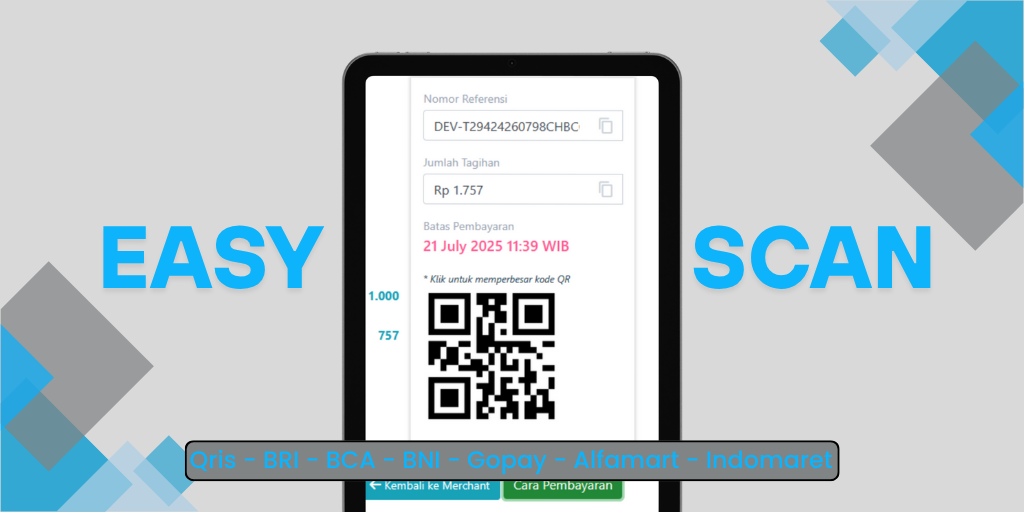 Nomor Referensi
DEV-T29424260798CHBC
Jumlah Tagihan
Rp 1.757
Batas Pembayaran
21 July 2025 11:39 WIB
EASY
SCAN
* Klik untuk memperbesar kode QR
1.000
757
Qris - BRI - BCA - BNI - Gopay - Alfamart - Indomaret
Kembali ke Merchant
Cara Pembayaran